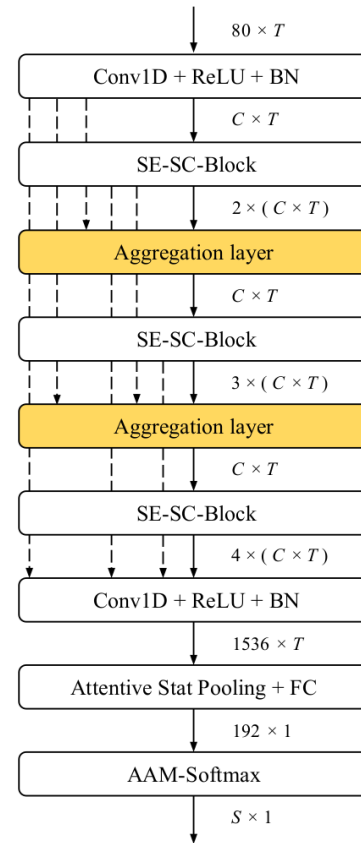 80 × T
Conv1D + ReLU + BN
C × T
SE-SC-Block
2 × ( C × T )
Aggregation layer
C × T
SE-SC-Block
3 × ( C × T )
Aggregation layer
C × T
SE-SC-Block
4 × ( C × T )
Conv1D + ReLU + BN
1536 × T
Attentive Stat Pooling + FC
192 × 1
AAM-Softmax
S × 1